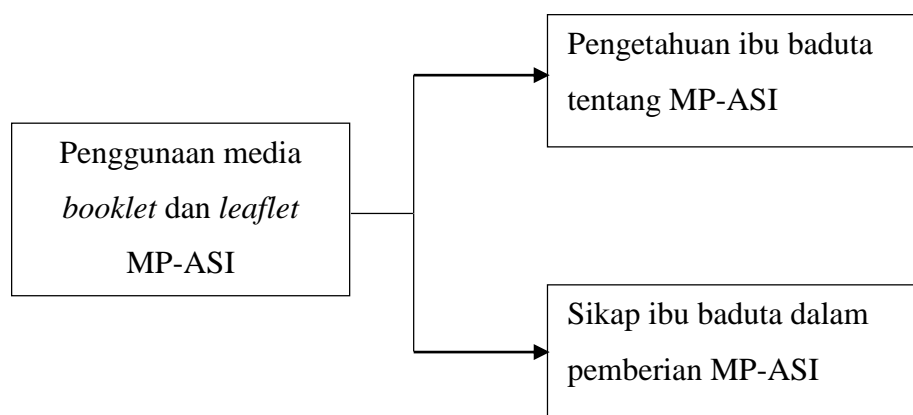 Pengetahuan ibu baduta
tentang MP-ASI
Penggunaan media
booklet dan leaflet
MP-ASI
Sikap ibu baduta dalam
pemberian MP-ASI